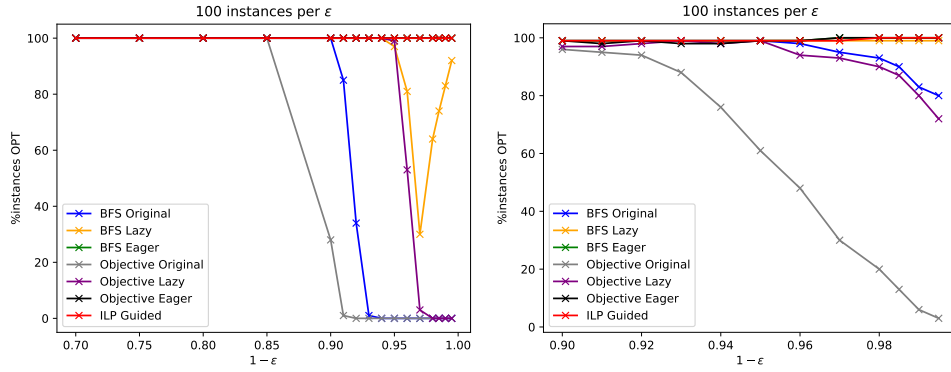 100 instances per ε
%instances OPT
100
80
60
40
20
0
BFS Original
BFS Lazy
BFS Eager
Objective Original
Objective Lazy
Objective Eager
ILP Guided
0.70 0.75 0.80 0.85 0.90 0.95 1.00
1 − ε
100 instances per ε
%instances OPT
100
80
60
40
20
0
BFS Original
BFS Lazy
BFS Eager
Objective Original
Objective Lazy
Objective Eager
ILP Guided
0.90 0.92 0.94 0.96 0.98
1 − ε